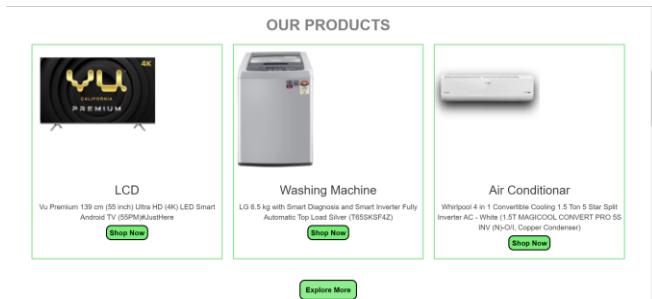 OUR PRODUCTS
4K
VU
CALIFORNIA
PREMIUM
LCD
Vu Premium 139 cm (55 inch) Ultra HD (4K) LED Smart
Android TV (55PM)#JustHere
Shop Now
Washing Machine
LG 6.5 kg with Smart Diagnosis and Smart Inverter Fully
Automatic Top Load Silver (T65SKSF4Z)
Shop Now
Air Conditionar
Whirlpool 4 in 1 Convertible Cooling 1.5 Ton 5 Star Split
Inverter AC - White (1.5T MAGICOOL CONVERT PRO 5S
INV (N)-O/I, Copper Condenser)
Shop Now
Explore More